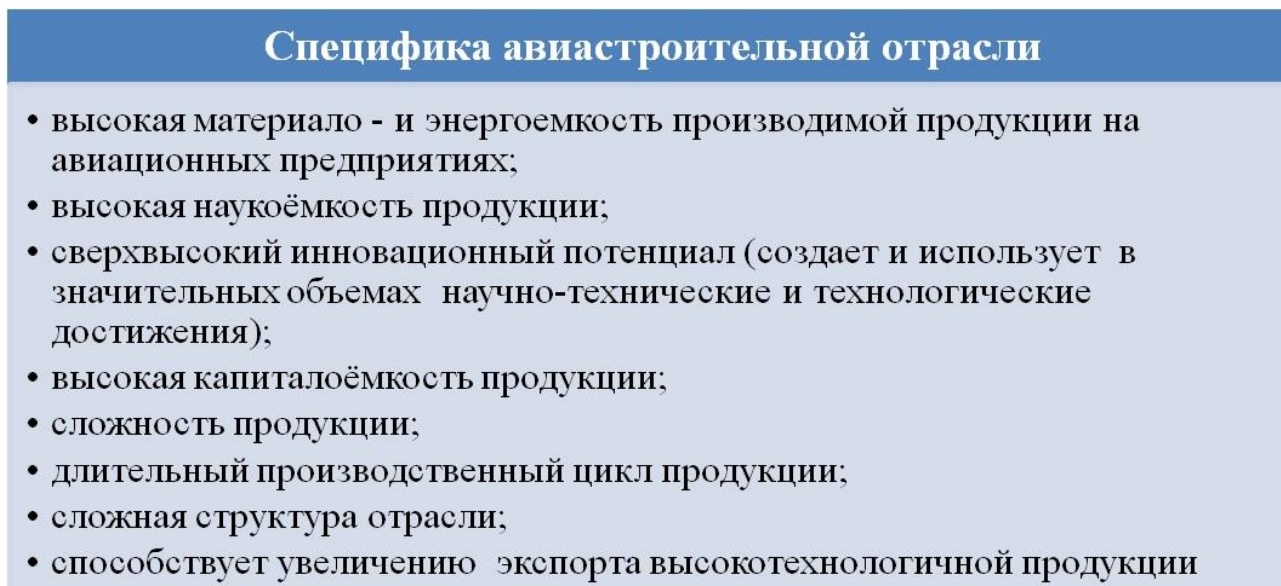 Специфика авиастроительной отрасли
• высокая материало - и энергоемкость производимой продукции на
авиационных предприятиях;
• высокая наукоёмкость продукции;
• сверхвысокий инновационный потенциал (создает и использует в
значительных объемах научно-технические и технологические
достижения);
• высокая капиталоёмкость продукции;
• сложность продукции;
• длительный производственный цикл продукции;
• сложная структура отрасли;
• способствует увеличению экспорта высокотехнологичной продукции